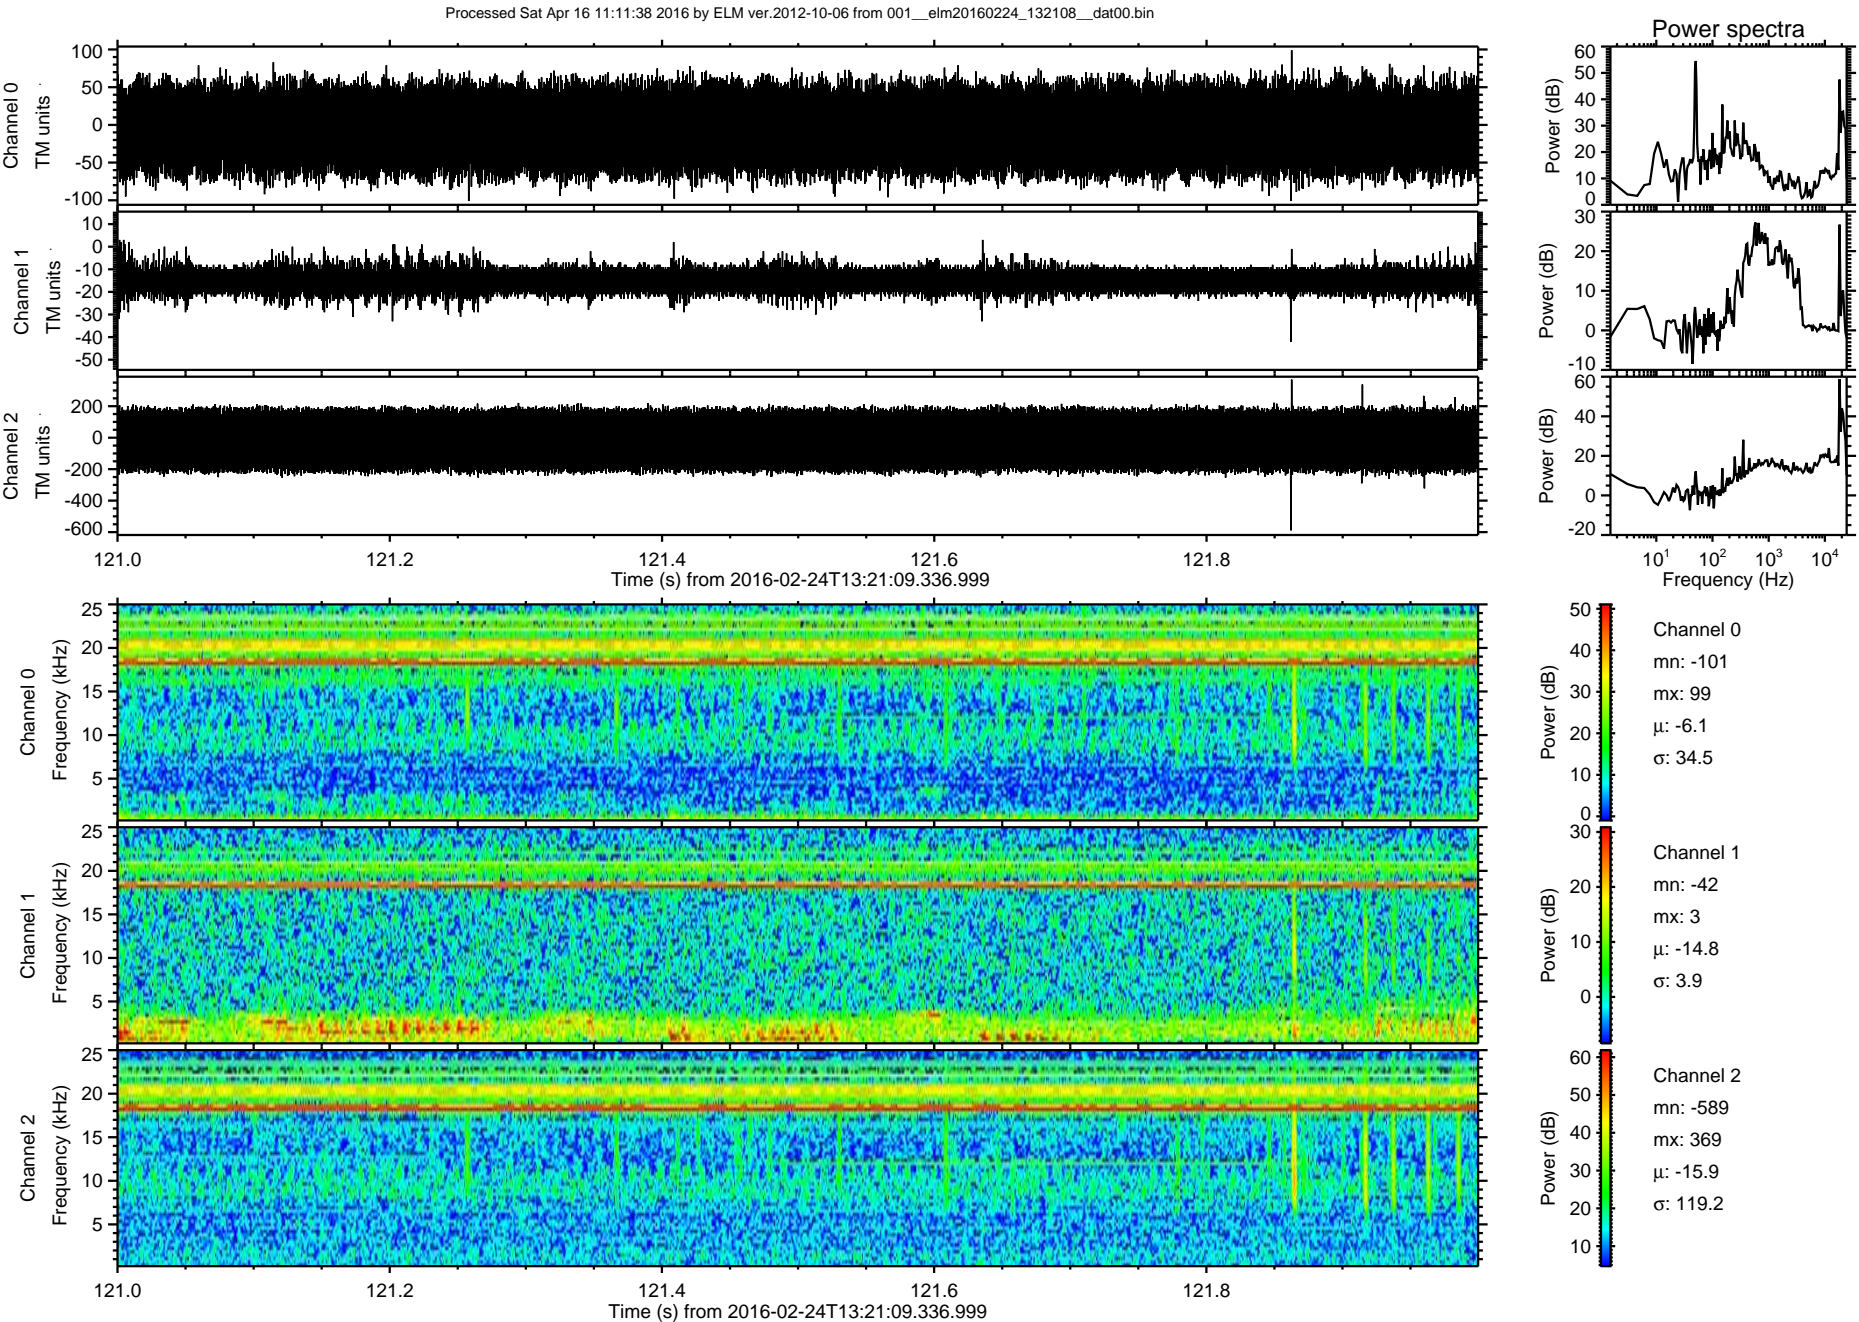 Processed Sat Apr 16 11:11:38 2016 by ELM ver.2012-10-06 from 001__elm20160224_132108__dat00.bin
Power spectra
Channel 0
TM units
100
50
0
-50
-100
Power (dB)
60
50
40
30
20
10
0
Channel 1
TM units
10
0
-10
-20
-30
-40
-50
Power (dB)
30
20
10
0
-10
Channel 2
TM units
200
0
-200
-400
-600
Power (dB)
60
40
20
0
-20
121.0 121.2 121.4 121.6 121.8
Time (s) from 2016-02-24T13:21:09.336.999
10^1 10^2 10^3 10^4
Frequency (Hz)
Channel 0
Frequency (kHz)
25
20
15
10
5
Power (dB)
50
40
30
20
10
0
Channel 0
mn: -101
mx: 99
μ: -6.1
σ: 34.5
Channel 1
Frequency (kHz)
25
20
15
10
5
Power (dB)
30
20
10
0
Channel 1
mn: -42
mx: 3
μ: -14.8
σ: 3.9
Channel 2
Frequency (kHz)
25
20
15
10
5
Power (dB)
60
50
40
30
20
10
Channel 2
mn: -589
mx: 369
μ: -15.9
σ: 119.2
121.0 121.2 121.4 121.6 121.8
Time (s) from 2016-02-24T13:21:09.336.999